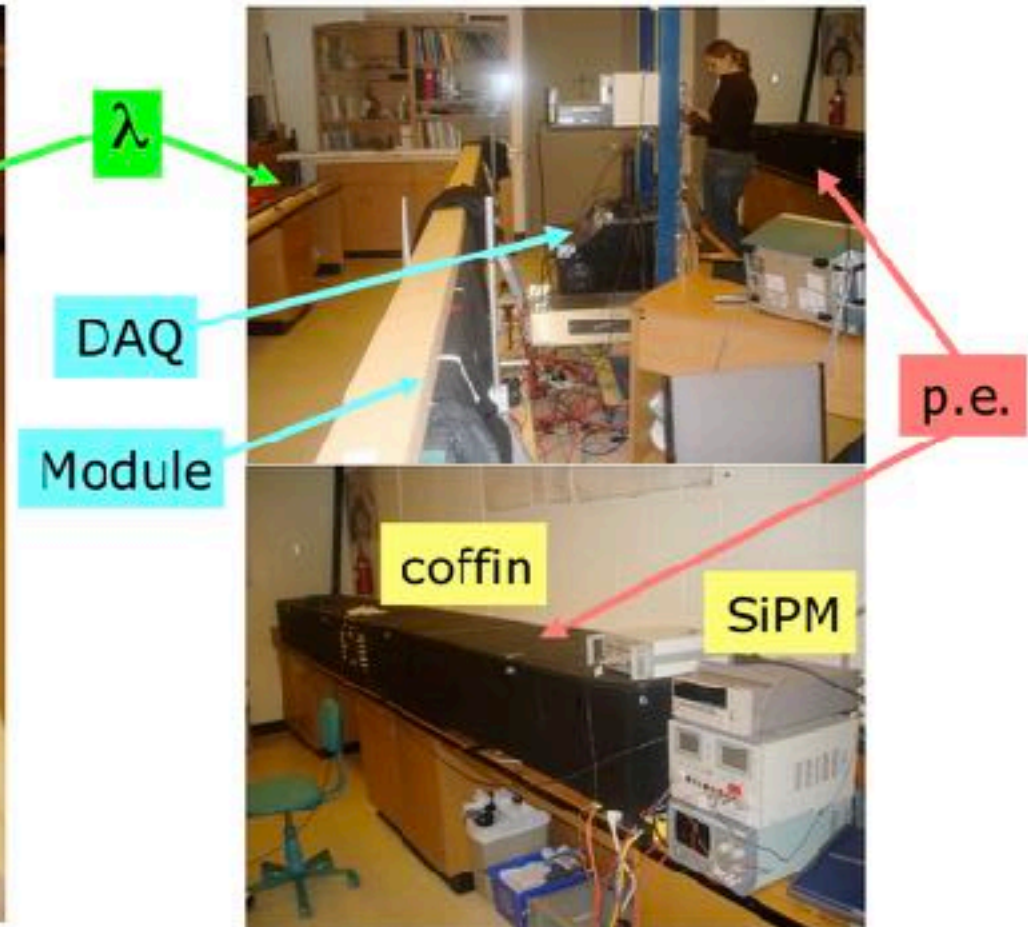 λ
DAQ
Module
p.e.
coffin
SiPM